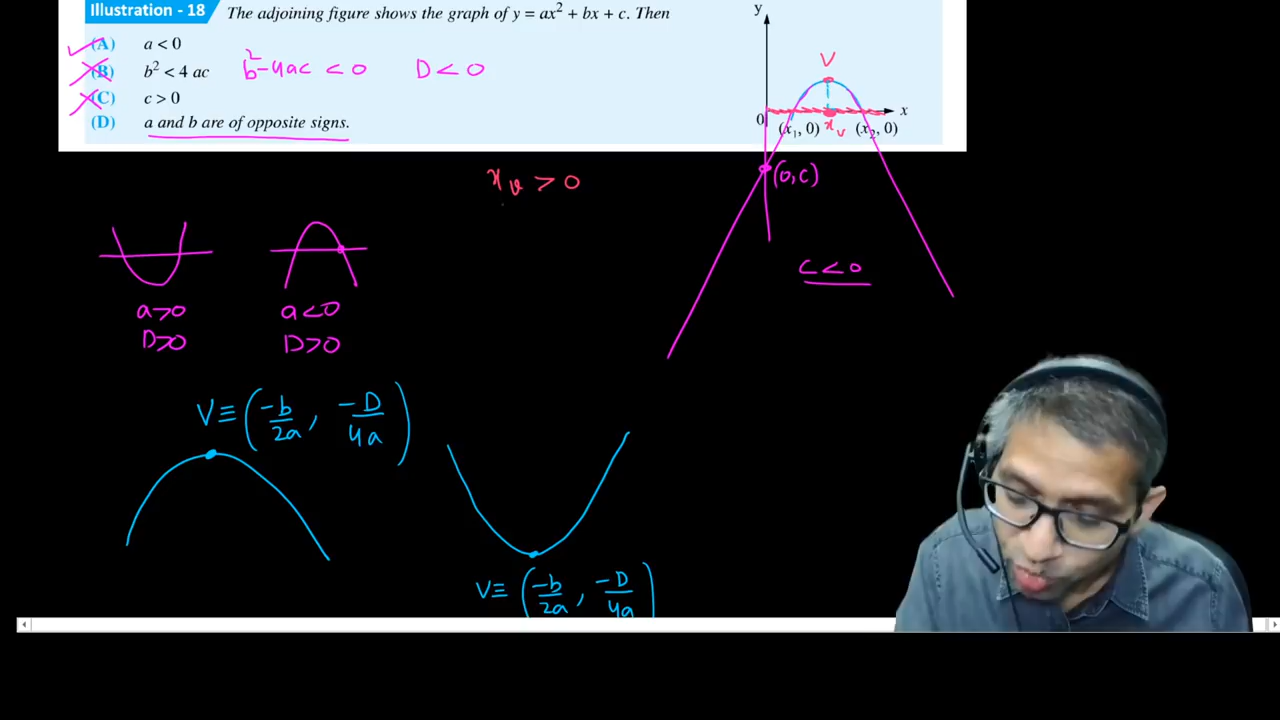 Illustration - 18 The adjoining figure shows the graph of y = ax² + bx + c. Then
(A) a < 0
(B) b² < 4 ac b²-4ac < 0 D < 0
(C) c > 0
(D) a and b are of opposite signs.
y
V
x
0
(x₁, 0) x_v (x₂, 0)
(0,c)
x_v > 0
c<0
a>0 a<0
D>0 D>0
V≡(-b/2a, -D/4a)
V≡(-b/2a, -D/4a)